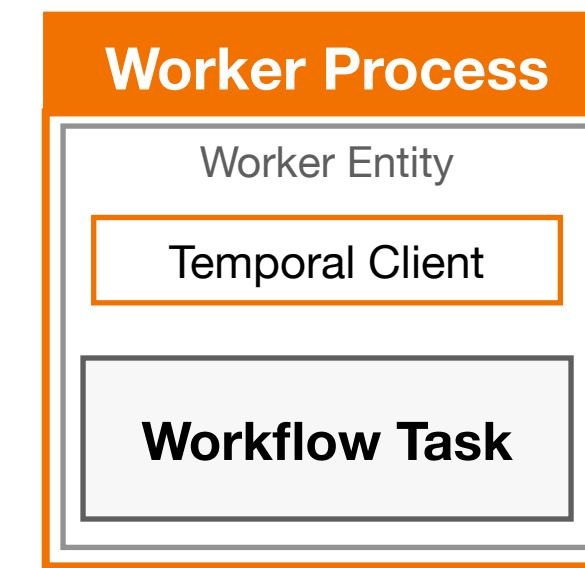 Worker Process
Worker Entity
Temporal Client
Workflow Task